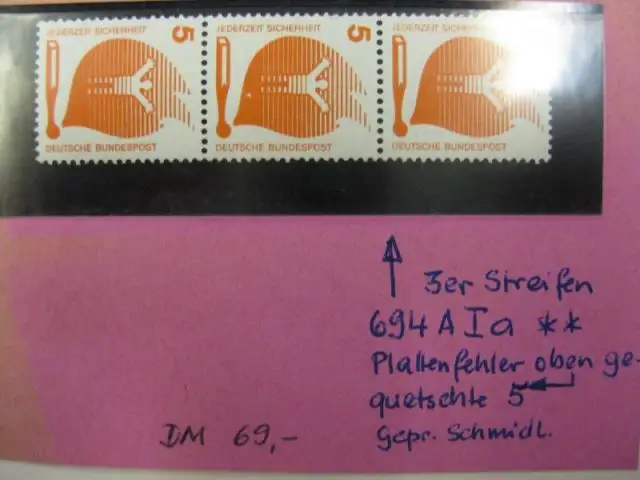 JEDERZEIT SICHERHEIT 5
JEDERZEIT SICHERHEIT 5
JEDERZEIT SICHERHEIT
DEUTSCHE BUNDESPOST
DEUTSCHE BUNDESPOST
DEUTSCHE BUNDESPOST
3er Streifen
694 A I a **
Plattenfehler oben ge-
quetschte 5
gepr. Schmidl.
DM 69,-